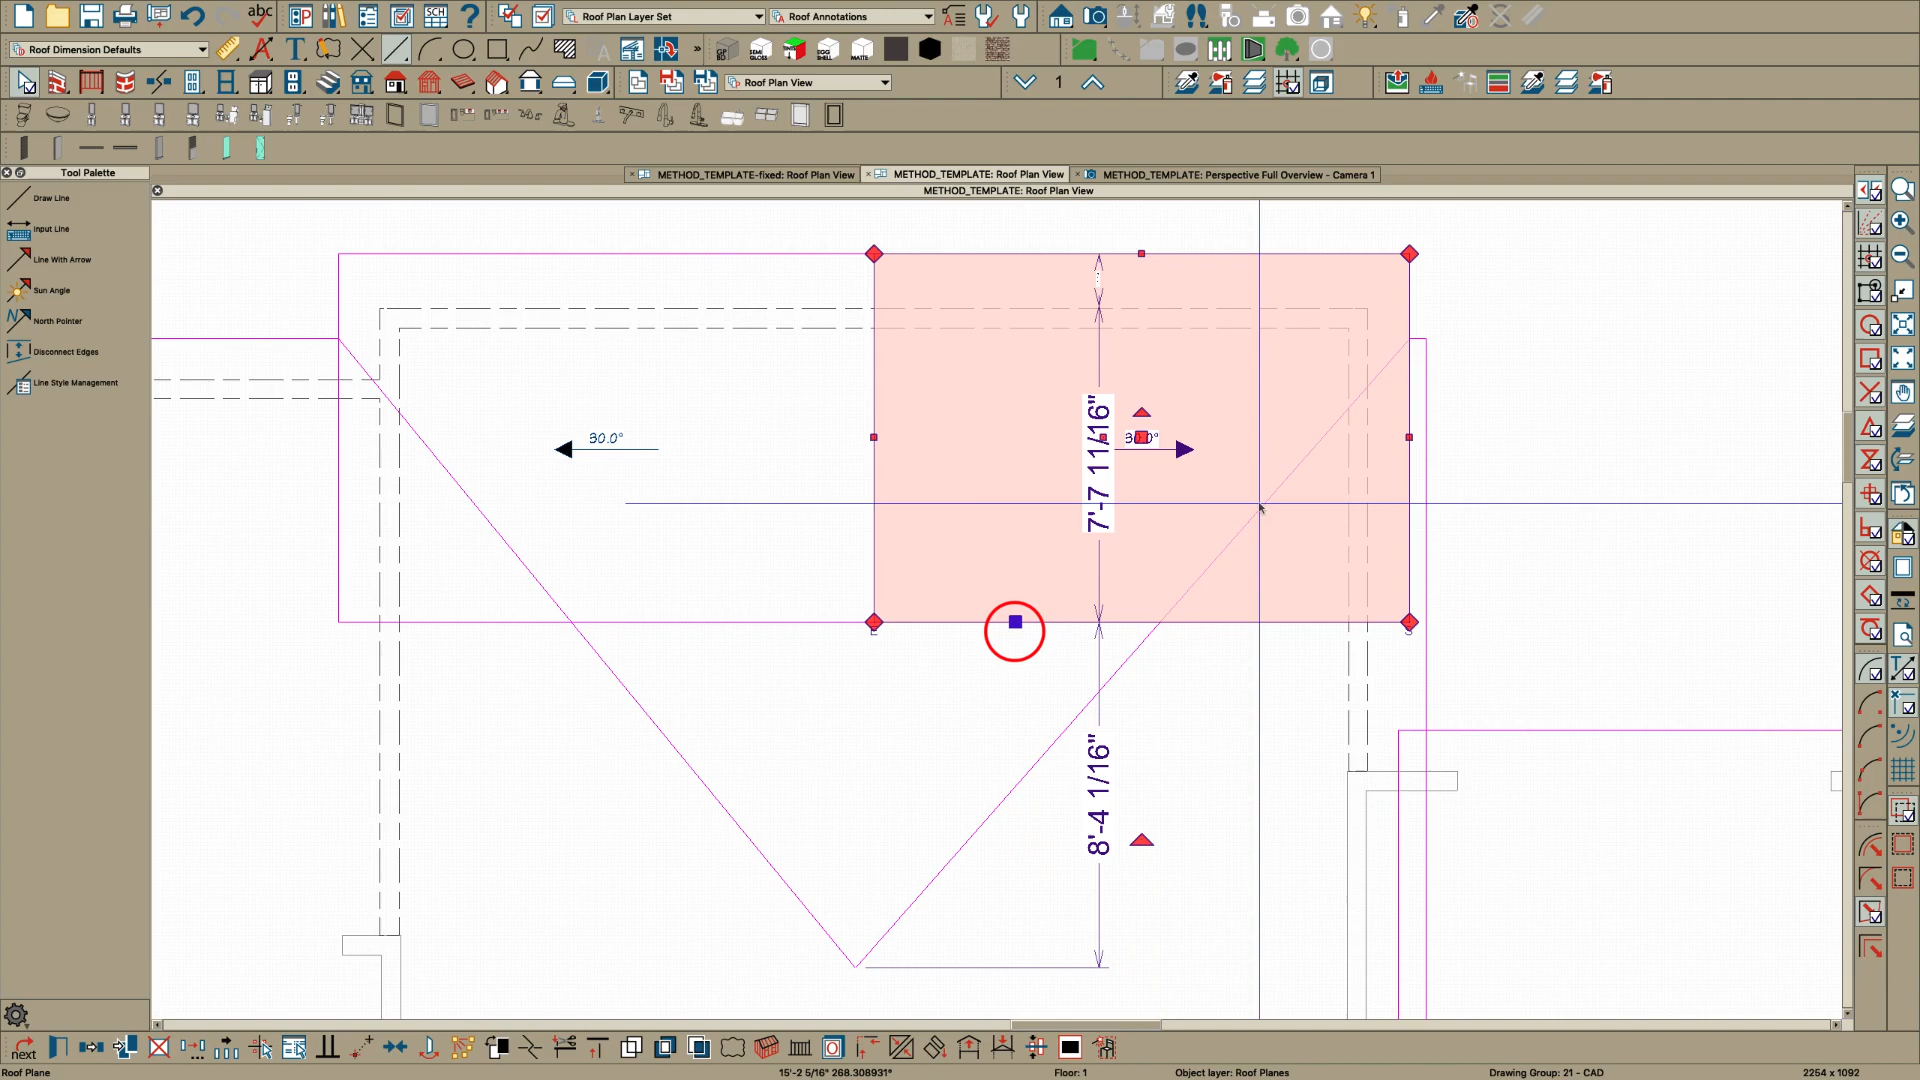 abc
SCH
Roof Plan Layer Set
Roof Annotations
Roof Dimension Defaults
Roof Plan View
1
Tool Palette
METHOD_TEMPLATE-fixed: Roof Plan View
METHOD_TEMPLATE: Roof Plan View
METHOD_TEMPLATE: Perspective Full Overview - Camera 1
METHOD_TEMPLATE: Roof Plan View
Draw Line
Input Line
Line With Arrow
Sun Angle
North Pointer
Disconnect Edges
Line Style Management
30.0°
7'-7 11/16"
8'-4 1/16"
next
Roof Plane
15'-2 5/16" 268.308931°
Floor: 1
Object layer: Roof Planes
Drawing Group: 21 - CAD
2254 x 1092